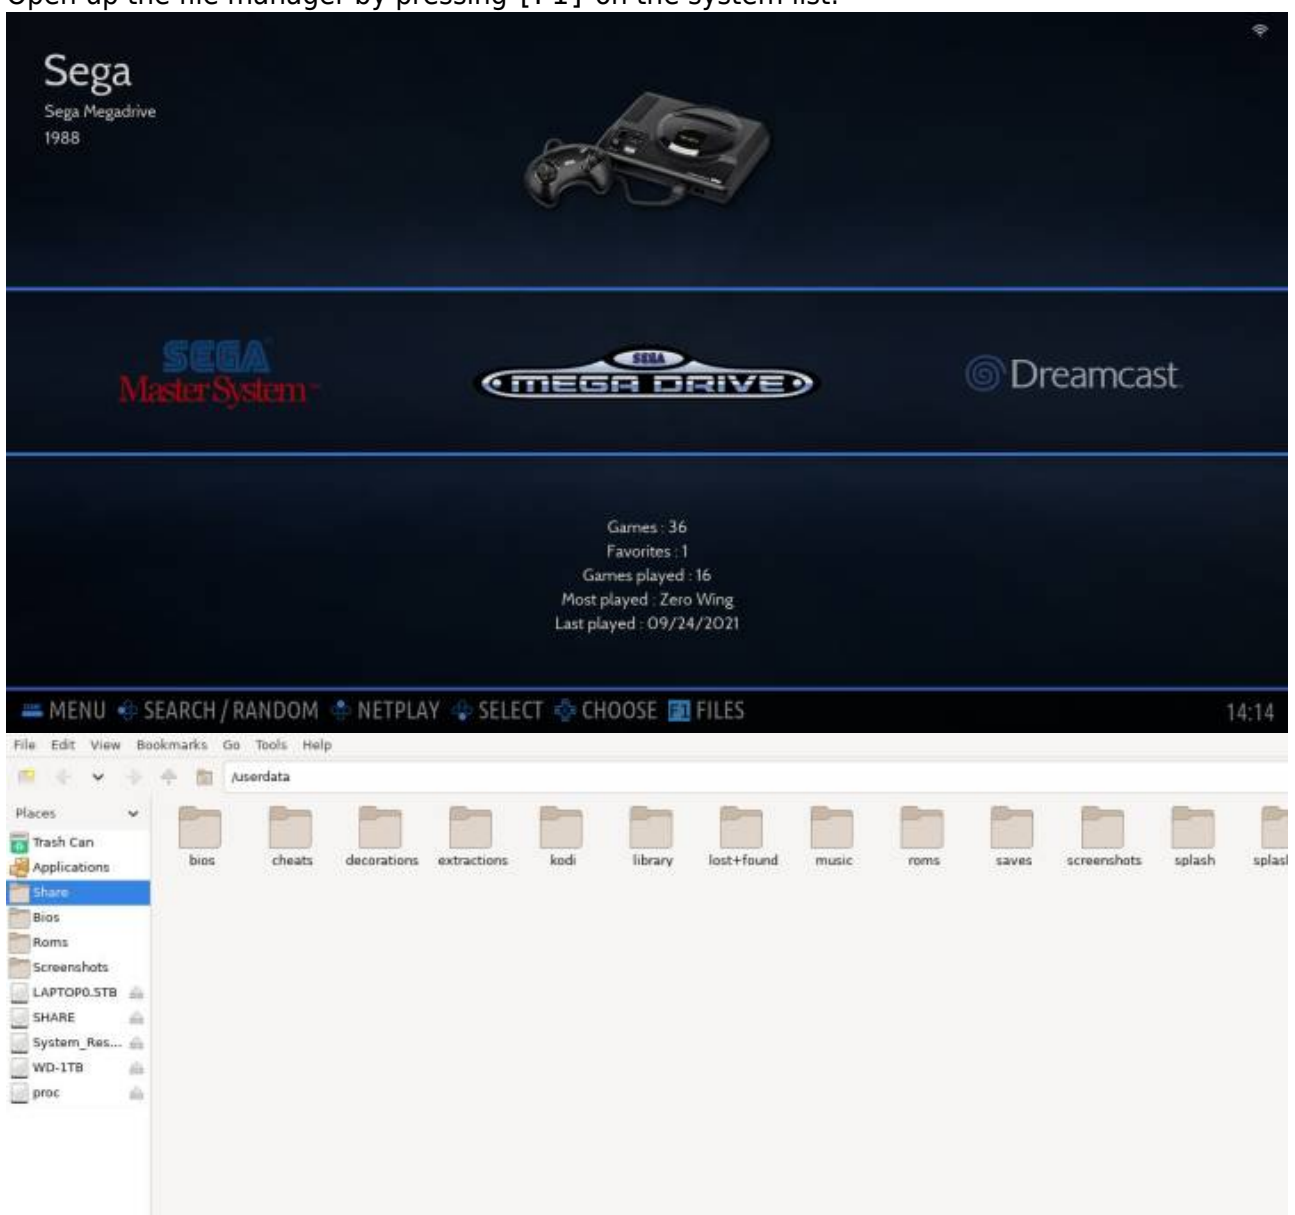 Open up the file manager by pressing [F1] on the system list.
Sega
Sega Megadrive
1988
SEGA
Master System
SEGA
MEGA DRIVE
Dreamcast
Games : 36
Favorites : 1
Games played : 16
Most played : Zero Wing
Last played : 09/24/2021
MENU SEARCH / RANDOM NETPLAY SELECT CHOOSE F1 FILES 14:14
File Edit View Bookmarks Go Tools Help
/userdata
Places
Trash Can
Applications
Share
Bios
Roms
Screenshots
LAPTOP0.5TB
SHARE
System_Res...
WD-1TB
proc
bios cheats decorations extractions kodi library lost+found music roms saves screenshots splash splas